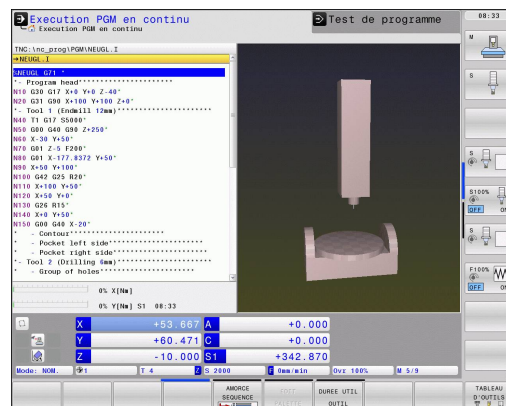 Execution PGM en continu
Execution PGM en continu
Test de programme
08:33
TNC:\nc_prog\PGM\NEUGL.I
→NEUGL.I
%NEUGL G71 *
*- Program head**********************
N10 G30 G17 X+0 Y+0 Z-40*
N20 G31 G90 X+100 Y+100 Z+0*
*- Tool 1 (Endmill 12mm)**********************
N40 T1 G17 S5000*
N50 G00 G40 G90 Z+250*
N60 X-30 Y+50*
N70 G01 Z-5 F200*
N80 G01 X-177.8372 Y+50*
N90 X+50 Y+100*
N100 G42 G25 R20*
N110 X+100 Y+50*
N120 X+50 Y+0*
N130 G26 R15*
N140 X+0 Y+50*
N150 G00 G40 X-20*
* - Contour**********************
* - Pocket left side**********************
* - Pocket right side**********************
*- Tool 2 (Drilling 6mm)**********************
* - Group of holes**********************
0% X[Nm]
0% Y[Nm] S1 08:33
X +53.667 A +0.000
Y +60.471 C +0.000
Z -10.000 S1 +342.870
Mode: NOM. 1 T 4 Z S 2000 F 0mm/min Ovr 100% M 5/9
M
S
S
S100%
OFF ON
S
F100% W
OFF ON
AMORCE
SEQUENCE
DUREE UTIL
OUTIL
TABLEAU
D'OUTILS